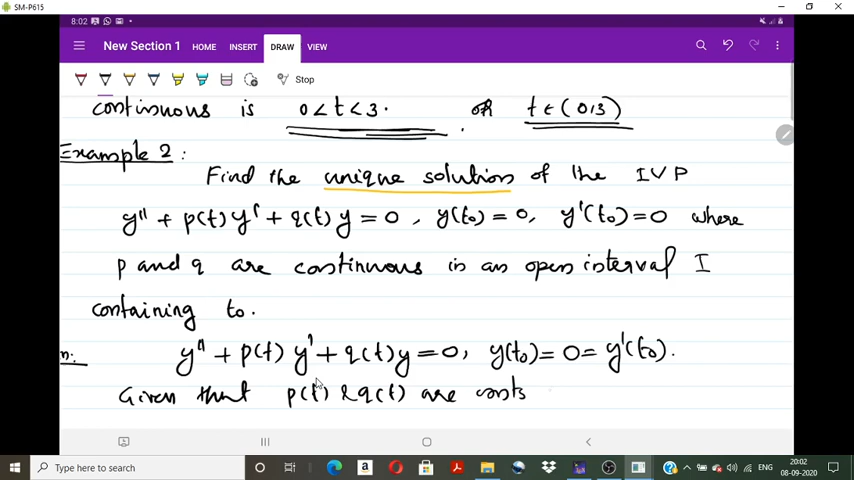 SM-P615
8:02
New Section 1 HOME INSERT DRAW VIEW
Stop
continuous is 0 < t < 3. or t ∈ (0,3)
Example 2:
Find the unique solution of the IVP
y'' + p(t) y' + q(t) y = 0, y(t₀) = 0, y'(t₀) = 0 where
p and q are continuous in an open interval I
containing to.
n:
y'' + p(t) y' + q(t) y = 0, y(t₀) = 0 = y'(t₀).
Given that p(t) & q(t) are conts
Type here to search
ENG
20:02
08-09-2020